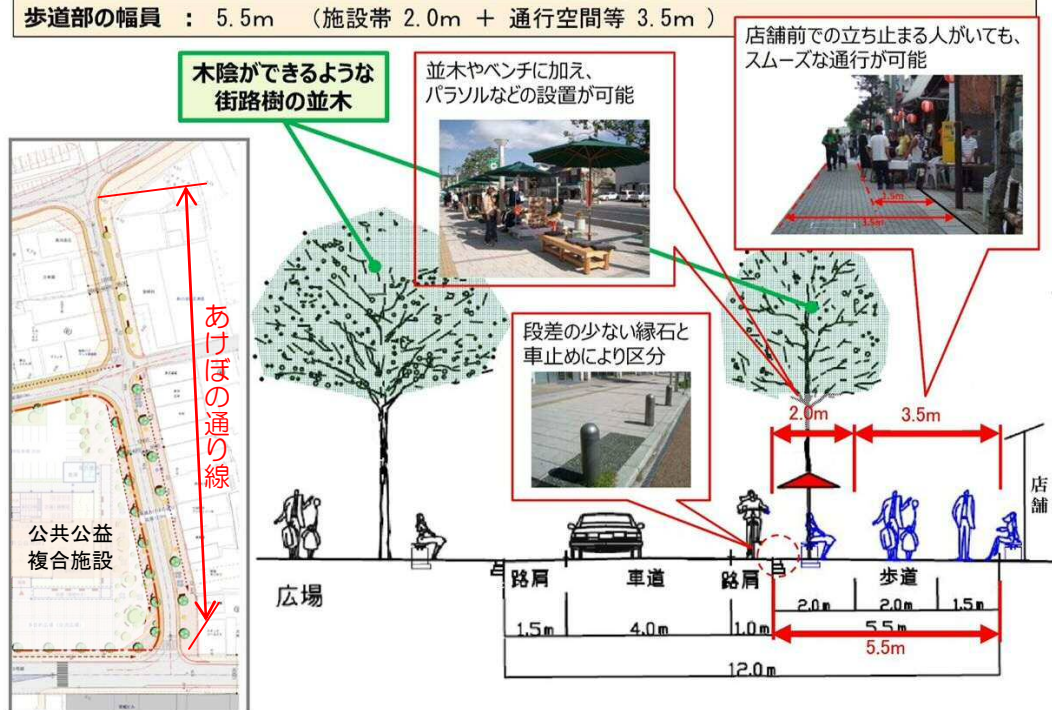 歩道部の幅員 : 5.5m (施設帯 2.0m + 通行空間等 3.5m )
木陰ができるような
街路樹の並木
並木やベンチに加え、
パラソルなどの設置が可能
店舗前での立ち止まる人がいても、
スムーズな通行が可能
1.5m
3.5m
段差の少ない縁石と
車止めにより区分
あけぼの通り線
公共公益
複合施設
2.0m
3.5m
店舗
広場
路肩
車道
路肩
歩道
2.0m
2.0m
1.5m
1.5m
4.0m
1.0m
5.5m
5.5m
12.0m